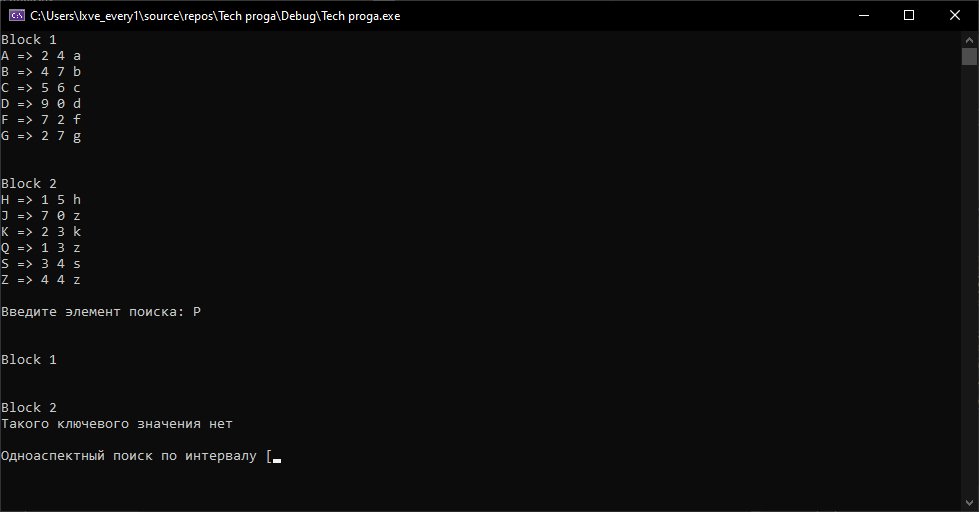 C:\Users\lxve_every1\source\repos\Tech proga\Debug\Tech proga.exe
Block 1
A => 2 4 a
B => 4 7 b
C => 5 6 c
D => 9 0 d
F => 7 2 f
G => 2 7 g
Block 2
H => 1 5 h
J => 7 0 z
K => 2 3 k
Q => 1 3 z
S => 3 4 s
Z => 4 4 z
Введите элемент поиска: P
Block 1
Block 2
Такого ключевого значения нет
Одноаспектный поиск по интервалу [